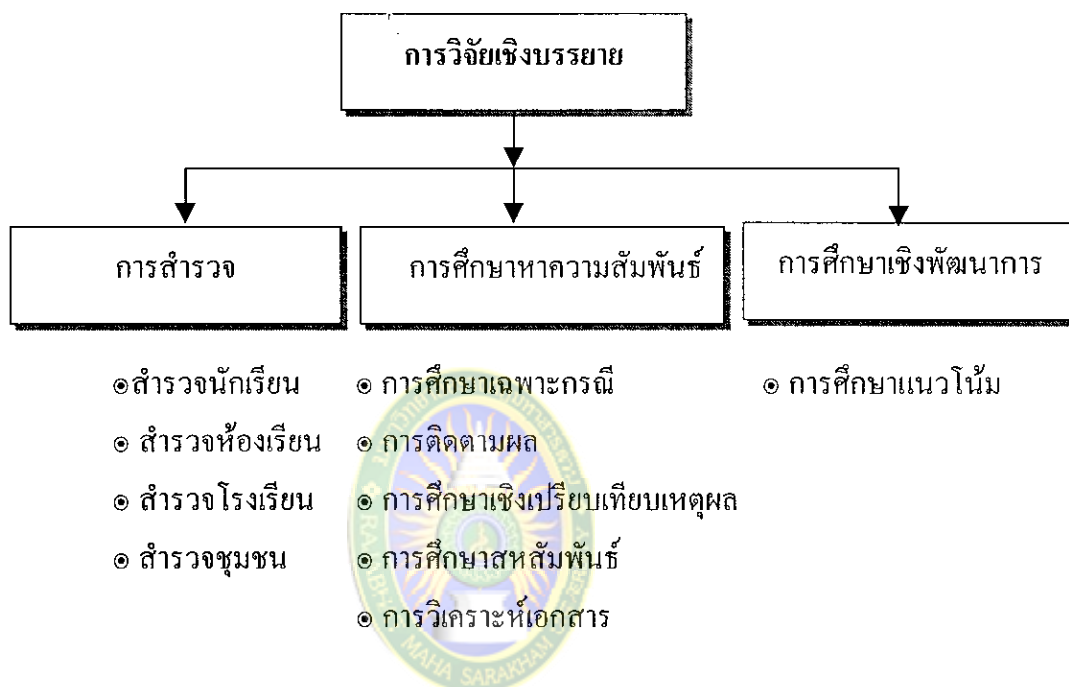 การวิจัยเชิงบรรยาย
การสำรวจ
การศึกษาหาความสัมพันธ์
การศึกษาเชิงพัฒนาการ
สำรวจนักเรียน
สำรวจห้องเรียน
สำรวจโรงเรียน
สำรวจชุมชน
การศึกษาเฉพาะกรณี
การติดตามผล
การศึกษาเชิงเปรียบเทียบเหตุผล
การศึกษาสหสัมพันธ์
การวิเคราะห์เอกสาร
การศึกษาแนวโน้ม
MAHA SARAKHAM